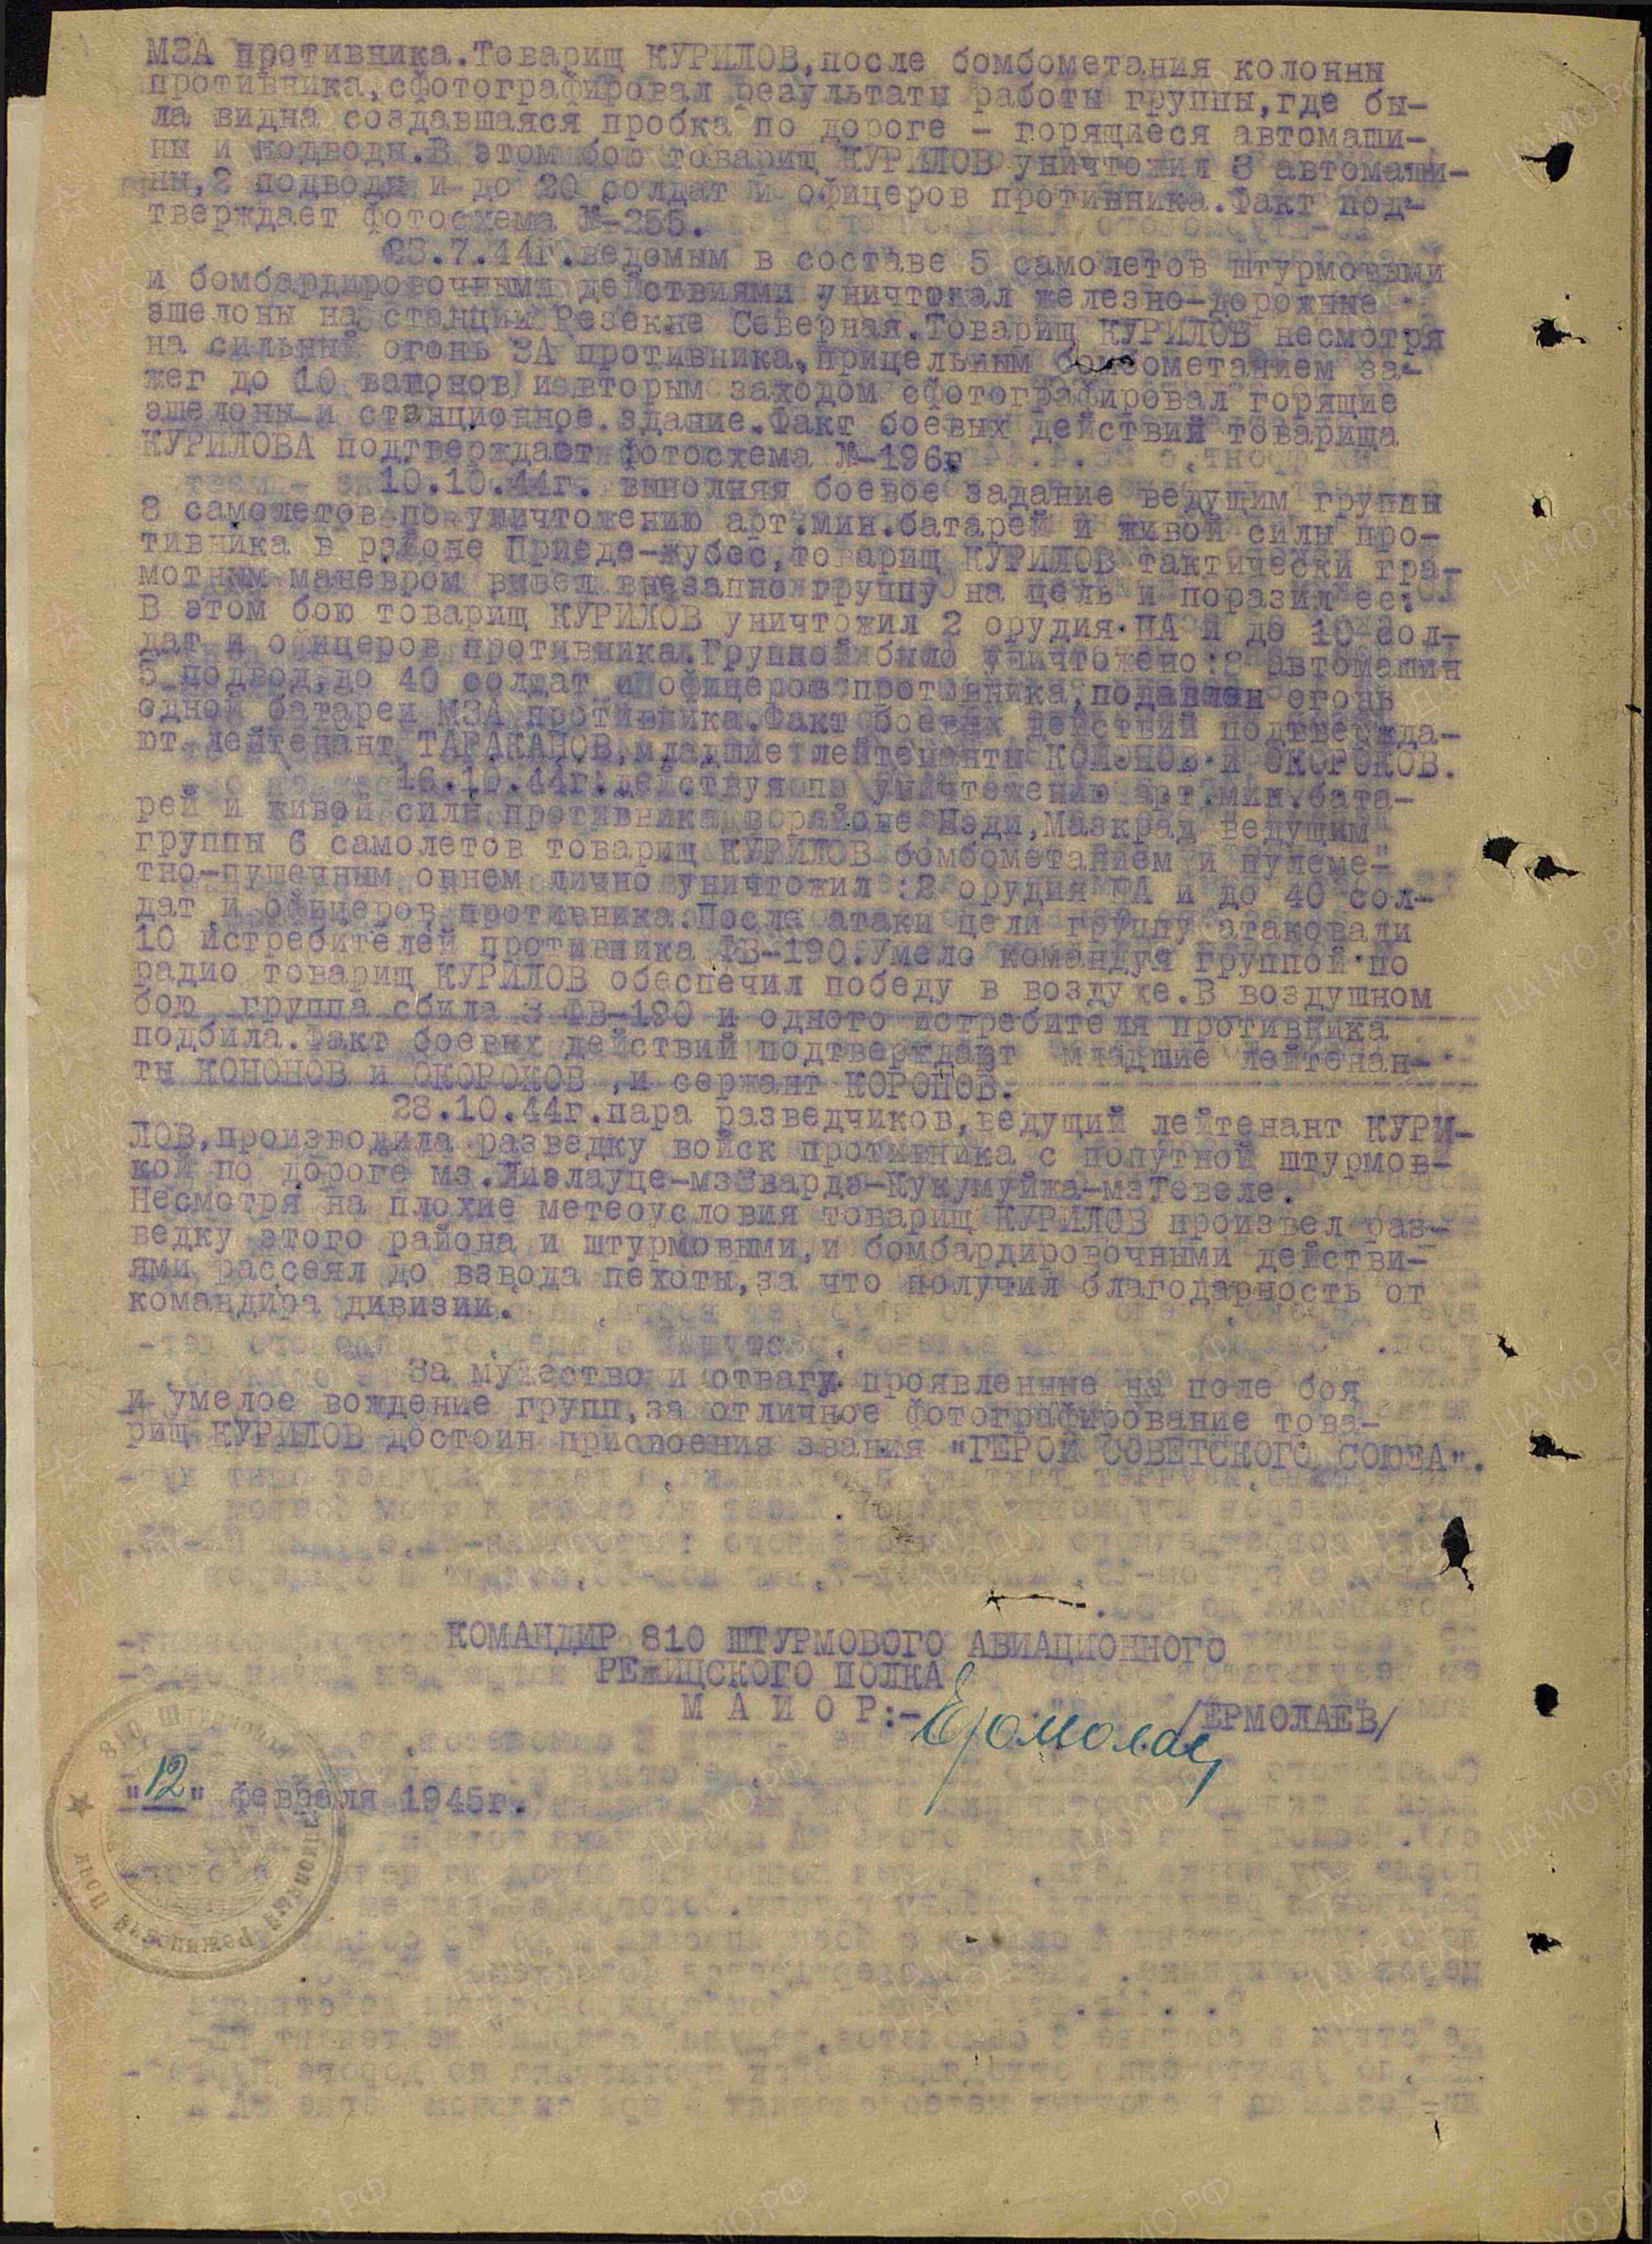 МЗА противника.Товарищ КУРИЛОВ,после бомбометания колонны
противника,сфотографировал результаты работы группы,где бы-
ла видна создавшаяся пробка по дороге - горящиеся автомаши-
ны и подводы.В этом бою товарищ КУРИЛОВ уничтожил 3 автомаши-
ны,2 подводы и до 20 солдат и офицеров противника.Факт под-
тверждает фотосхема №-255.
23.7.44г.ведомым в составе 5 самолетов штурмовыми
и бомбардировочными действиями уничтожал железно-дорожные
эшелоны на станции Резекне Северная.Товарищ КУРИЛОВ несмотря
на сильный огонь ЗА противника,прицельным бомбометанием за-
жег до 10 вагонов и вторым заходом сфотографировал горящие
эшелоны и станционное здание.Факт боевых действий товарища
КУРИЛОВА подтверждает фотосхема №-196г
10.10.44г. выполняя боевое задание ведущим группы
8 самолетов по уничтожению арт.мин.батарей и живой силы про-
тивника в районе Приеде-жубес,товарищ КУРИЛОВ тактически гра-
мотным маневром вывел внезапно группу на цель и поразил ее.
В этом бою товарищ КУРИЛОВ уничтожил 2 орудия ПА и до 10 сол-
дат и офицеров противника.Группой было уничтожено:2 автомашин
5 подвод,до 40 солдат и офицеров противника,подавлен огонь
одной батареи МЗА противника.Факт боевых действий подтвержда-
ют лейтенант ТАРАКАНОВ,младшие лейтенанты КОНОНОВ и ОКОРОКОВ.
16.10.44г.действуя по уничтожению арт.мин.бата-
рей и живой силы противника в районе Иэди,Мазкрад ведущим
группы 6 самолетов товарищ КУРИЛОВ бомбометанием и пулеме-
тно-пушечным огнем лично уничтожил :2 орудия ПА и до 40 сол-
дат и офицеров противника.После атаки цели группу атаковали
10 истребителей противника ФВ-190.Умело командуя группой по
радио товарищ КУРИЛОВ обеспечил победу в воздухе.В воздушном
бою группа сбила 3 ФВ-190 и одного истребителя противника
подбила.Факт боевых действий подтверждают младшие лейтенан-
ты КОНОНОВ и ОКОРОКОВ ,и сержант КОРОПОВ.
28.10.44г.пара разведчиков,ведущий лейтенант КУРИ-
ЛОВ,производила разведку войск противника с попутной штурмов-
кой по дороге мз.Лиэлауце-мзЗвардэ-Кукумуйжа-мзТевеле.
Несмотря на плохие метеоусловия товарищ КУРИЛОВ произвел раз-
ведку этого района и штурмовыми,и бомбардировочными действи-
ями рассеял до взвода пехоты,за что получил благодарность от
командира дивизии.
За мужество и отвагу проявленные на поле боя
и умелое вождение групп,за отличное фотографирование това-
рищ КУРИЛОВ достоин присвоения звания "ГЕРОЙ СОВЕТСКОГО СОЮЗА".
КОМАНДИР 810 ШТУРМОВОГО АВИАЦИОННОГО
РЕЖИЦСКОГО ПОЛКА
М А Й О Р:- Ермолаев /ЕРМОЛАЕВ/
"12" февраля 1945г.